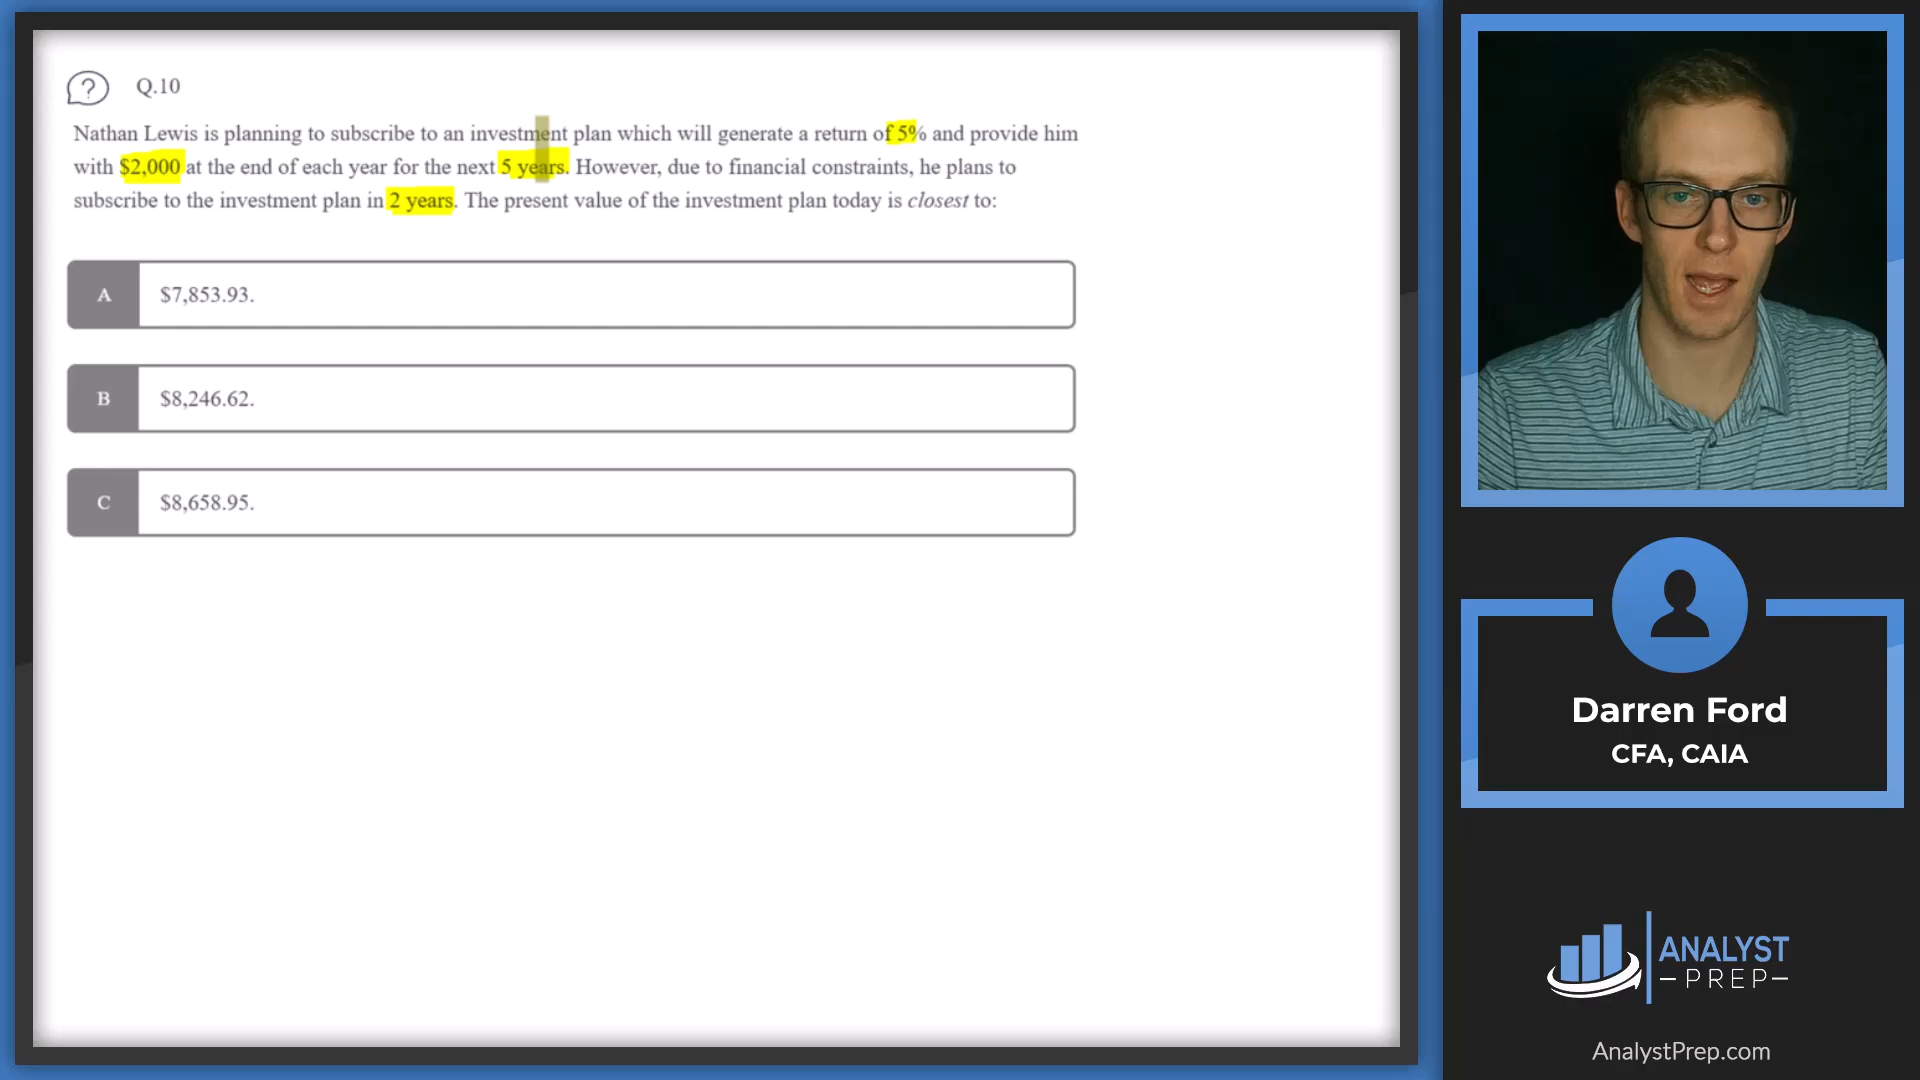 ?
Q.10
Nathan Lewis is planning to subscribe to an investment plan which will generate a return of 5% and provide him
with $2,000 at the end of each year for the next 5 years. However, due to financial constraints, he plans to
subscribe to the investment plan in 2 years. The present value of the investment plan today is closest to:
A
$7,853.93.
B
$8,246.62.
C
$8,658.95.
Darren Ford
CFA, CAIA
ANALYST
PREP
AnalystPrep.com